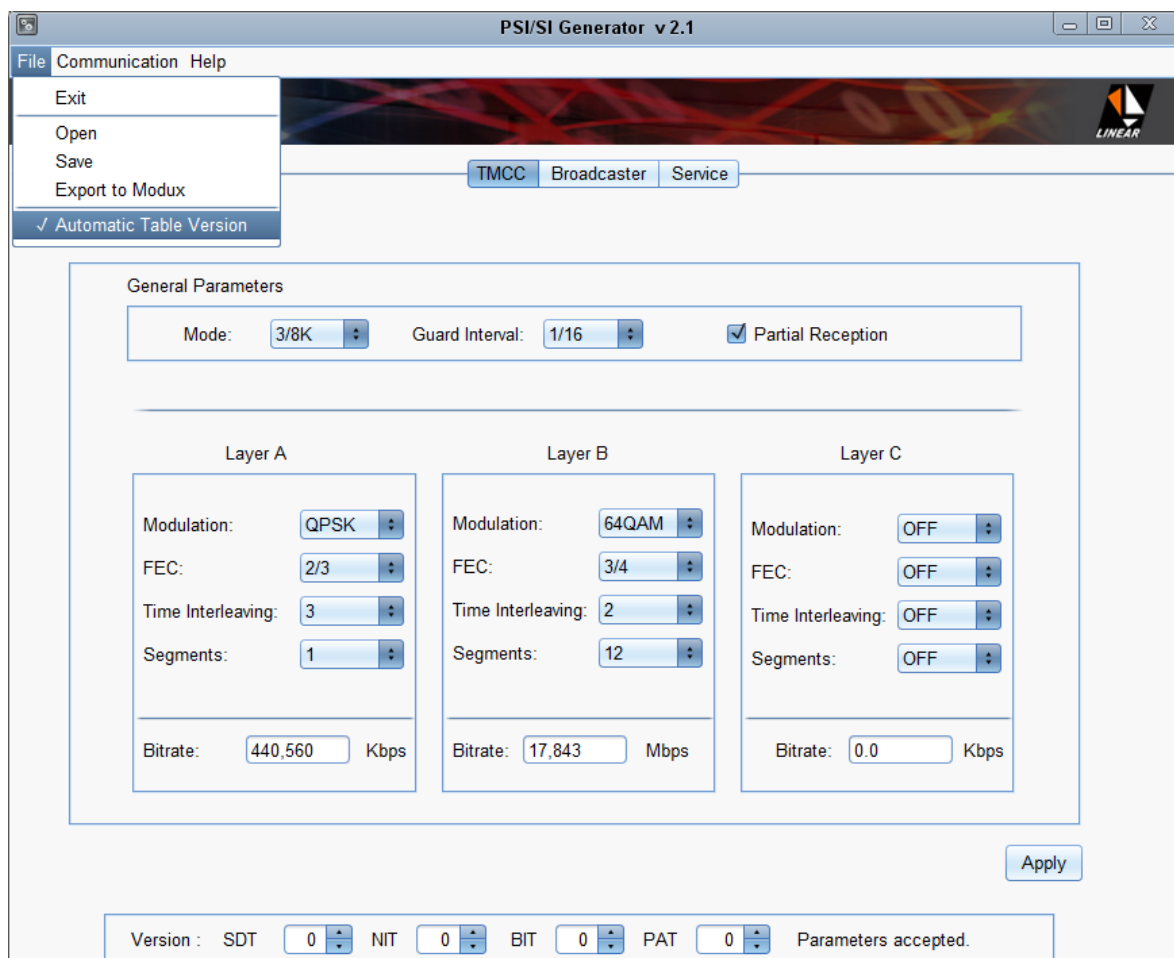 PSI/SI Generator v 2.1
File Communication Help
Exit
Open
Save
Export to Modux
✓ Automatic Table Version
LINEAR
TMCC Broadcaster Service
General Parameters
Mode: 3/8K Guard Interval: 1/16 Partial Reception
Layer A Layer B Layer C
Modulation: QPSK Modulation: 64QAM Modulation: OFF
FEC: 2/3 FEC: 3/4 FEC: OFF
Time Interleaving: 3 Time Interleaving: 2 Time Interleaving: OFF
Segments: 1 Segments: 12 Segments: OFF
Bitrate: 440,560 Kbps Bitrate: 17,843 Mbps Bitrate: 0.0 Kbps
Apply
Version : SDT 0 NIT 0 BIT 0 PAT 0 Parameters accepted.